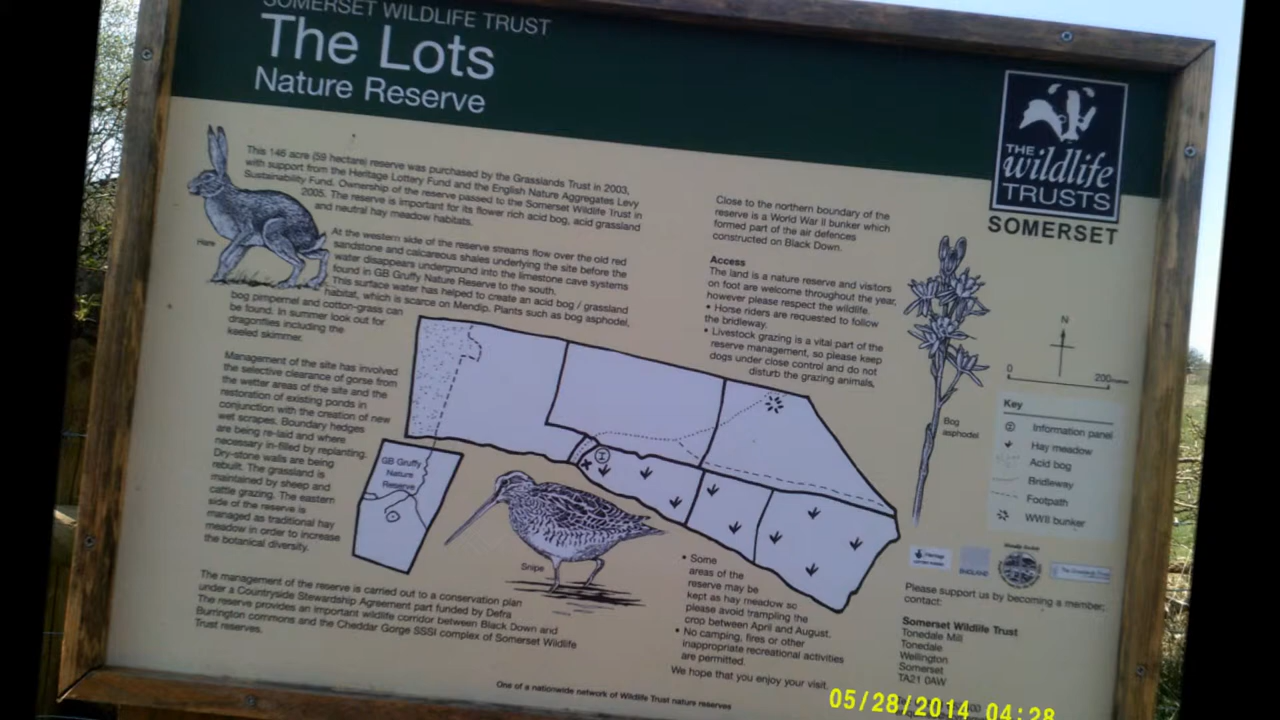 SOMERSET WILDLIFE TRUST
The Lots
Nature Reserve
THE
wildlife
TRUSTS
SOMERSET
This 146 acre (59 hectare) reserve was purchased by the Grasslands Trust in 2003,
with support from the Heritage Lottery Fund and the English Nature Aggregates Levy
Sustainability Fund. Ownership of the reserve passed to the Somerset Wildlife Trust in
2005. The reserve is important for its flower rich acid bog, acid grassland
and neutral hay meadow habitats.
Hare
At the western side of the reserve streams flow over the old red
sandstone and calcareous shales underlying the site before the
water disappears underground into the limestone cave systems
found in GB Gruffy Nature Reserve to the south.
This surface water has helped to create an acid bog / grassland
habitat, which is scarce on Mendip. Plants such as bog asphodel,
bog pimpernel and cotton-grass can
be found. In summer look out for
dragonflies including the
keeled skimmer.
Management of the site has involved
the selective clearance of gorse from
the wetter areas of the site and the
restoration of existing ponds in
conjunction with the creation of new
wet scrapes. Boundary hedges
are being re-laid and where
necessary in-filled by replanting.
Dry-stone walls are being
rebuilt. The grassland is
maintained by sheep and
cattle grazing. The eastern
side of the reserve is
managed as traditional hay
meadow in order to increase
the botanical diversity.
The management of the reserve is carried out to a conservation plan
under a Countryside Stewardship Agreement part funded by Defra
The reserve provides an important wildlife corridor between Black Down and
Burrington commons and the Cheddar Gorge SSSI complex of Somerset Wildlife
Trust reserves.
GB Gruffy
Nature
Reserve
Snipe
Close to the northern boundary of the
reserve is a World War II bunker which
formed part of the air defences
constructed on Black Down.
Access
The land is a nature reserve and visitors
on foot are welcome throughout the year,
however please respect the wildlife.
• Horse riders are requested to follow
the bridleway.
• Livestock grazing is a vital part of the
reserve management, so please keep
dogs under close control and do not
disturb the grazing animals,
• Some
areas of the
reserve may be
kept as hay meadow so
please avoid trampling the
crop between April and August.
• No camping, fires or other
inappropriate recreational activities
are permitted.
We hope that you enjoy your visit.
Bog
asphodel
N
0 200
Key
Information panel
Hay meadow
Acid bog
Bridleway
Footpath
WWII bunker
Heritage
ENGLAND
Please support us by becoming a member,
contact:
Somerset Wildlife Trust
Tonedale Mill
Tonedale
Wellington
Somerset
TA21 0AW
One of a nationwide network of Wildlife Trust nature reserves
05/28/2014 04:28